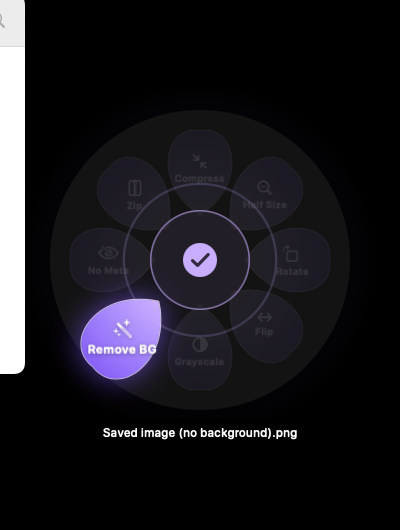 Compress
Zip
Half Size
No Meta
Rotate
Remove BG
Flip
Grayscale
Saved image (no background).png